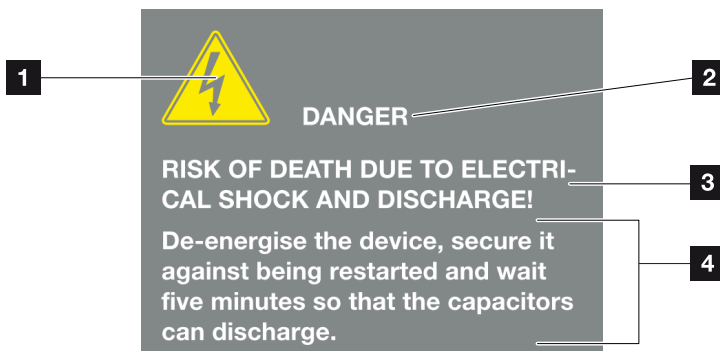 1
2
DANGER
RISK OF DEATH DUE TO ELECTRI-
3
CAL SHOCK AND DISCHARGE!
De-energise the device, secure it
against being restarted and wait
4
five minutes so that the capacitors
can discharge.